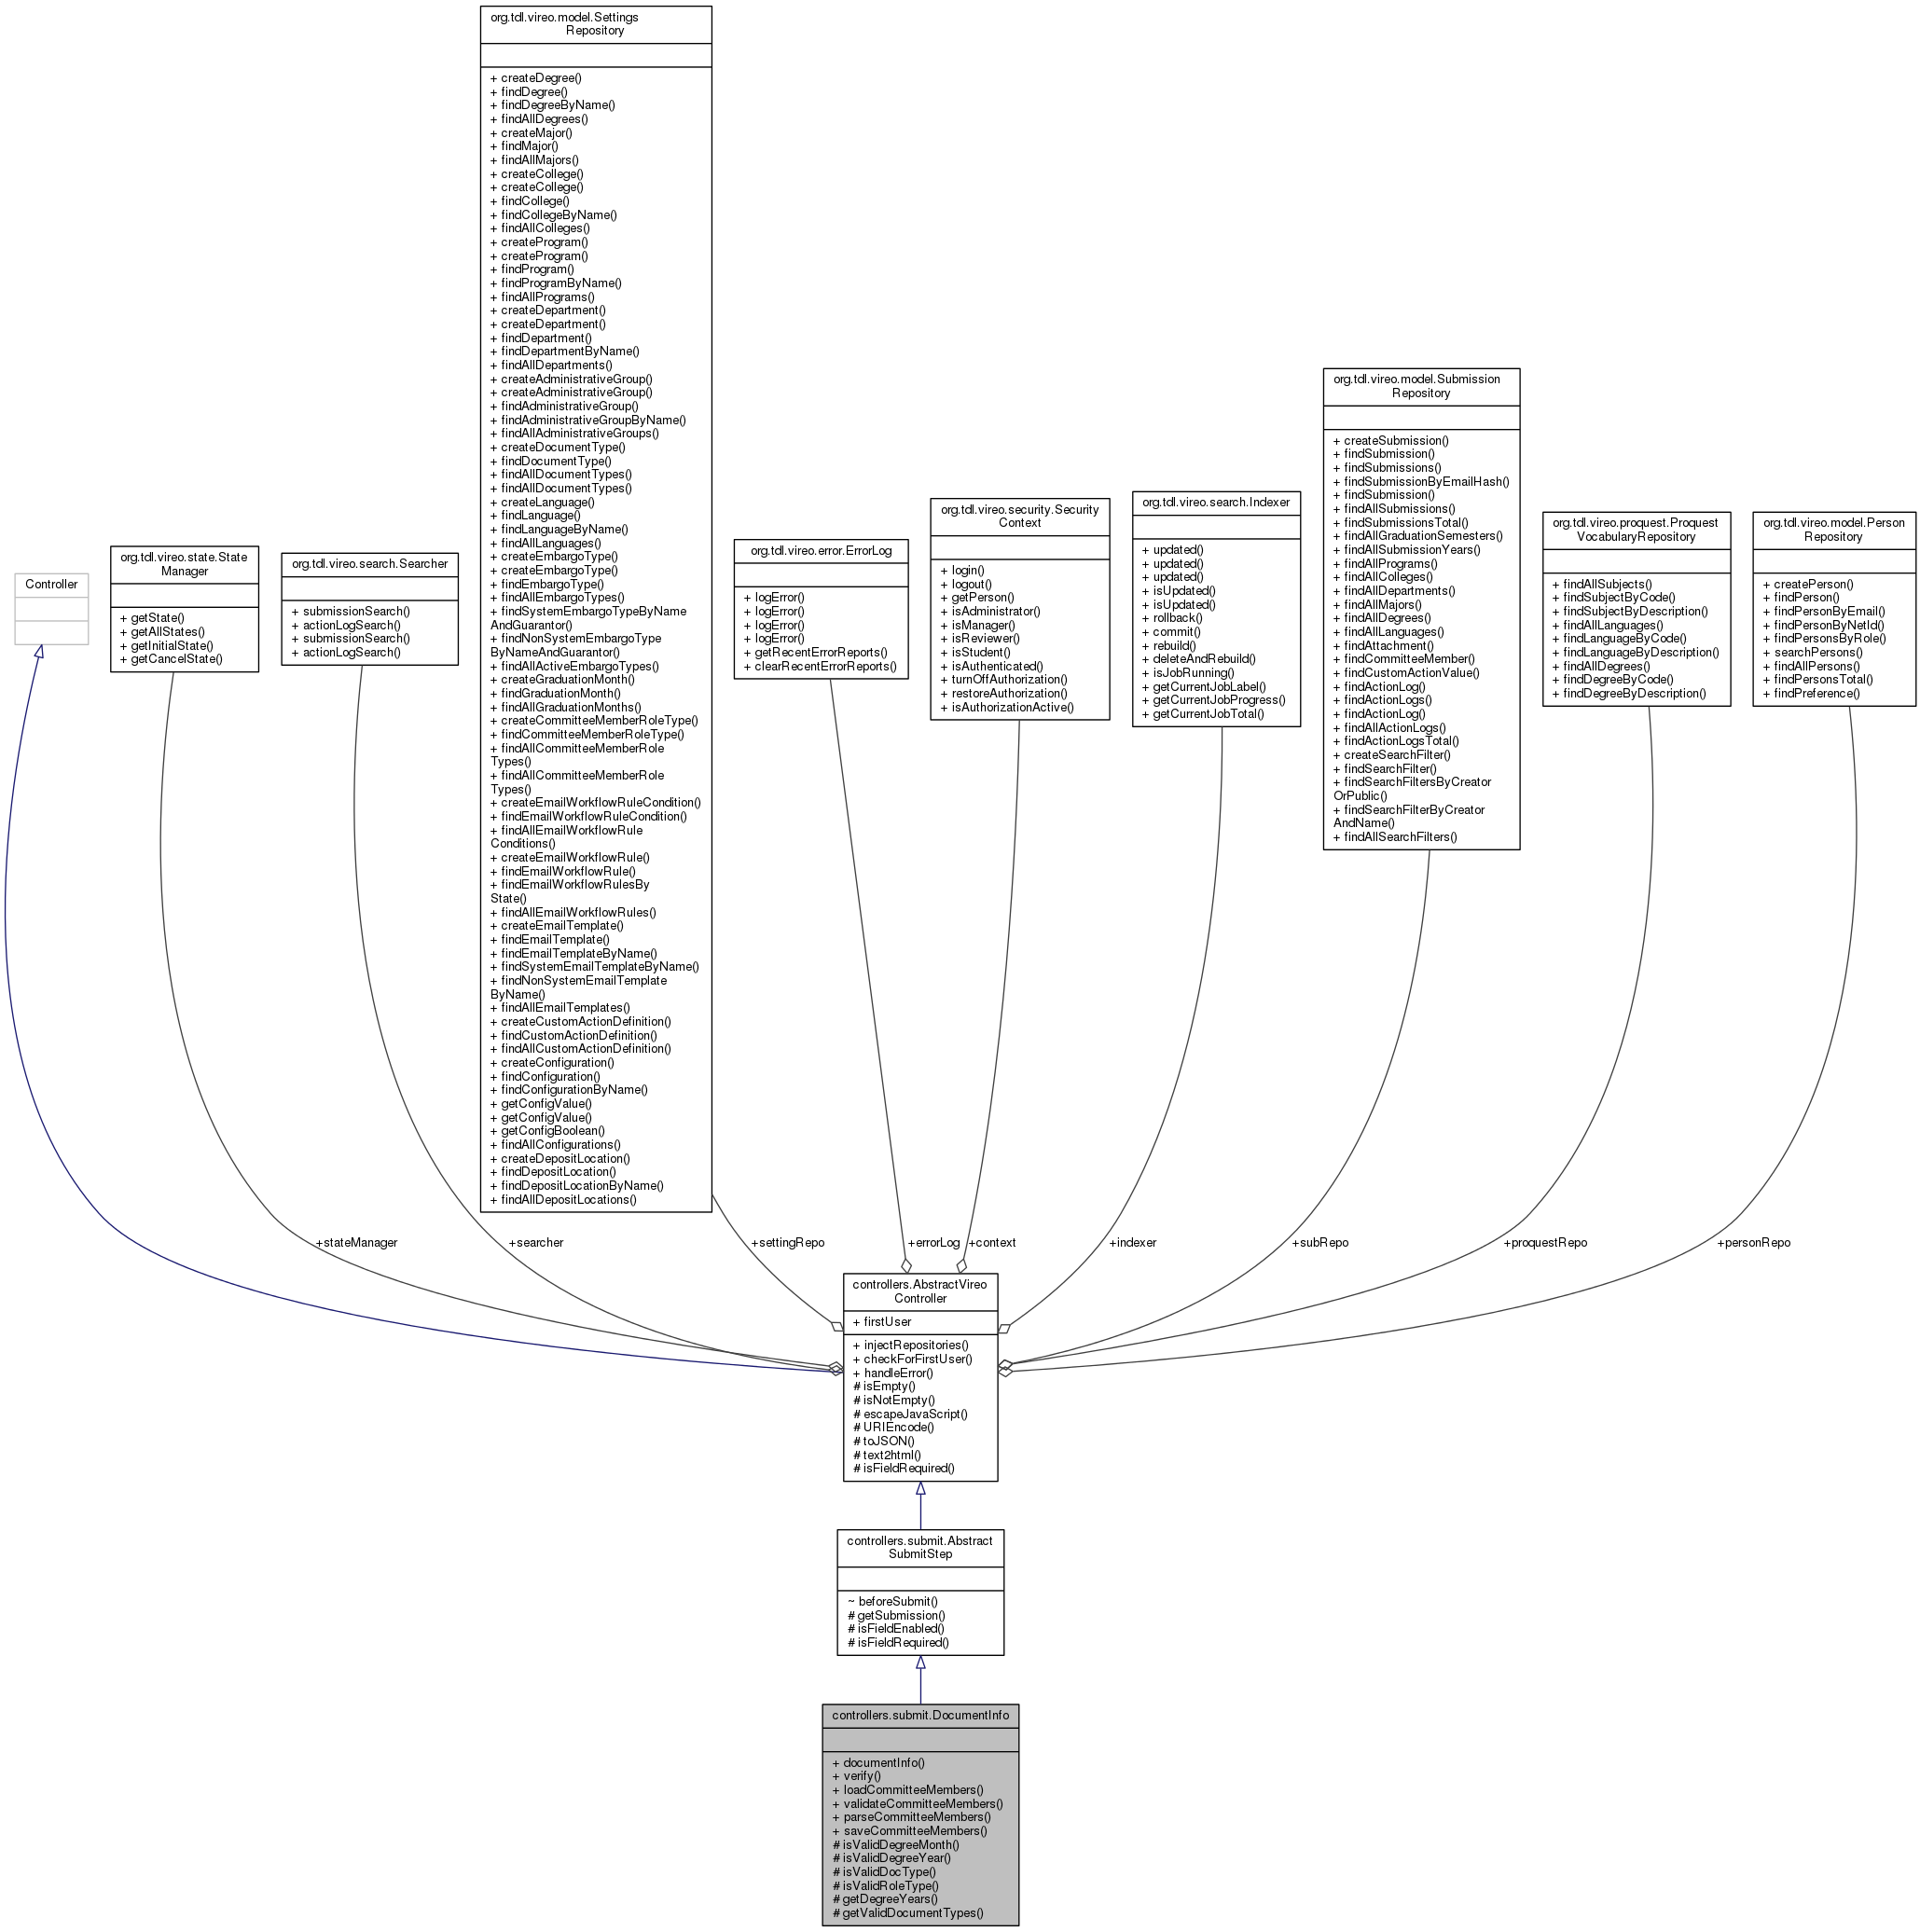 org.tdl.vireo.model.Settings
Repository
+ createDegree()
+ findDegree()
+ findDegreeByName()
+ findAllDegrees()
+ createMajor()
+ findMajor()
+ findAllMajors()
+ createCollege()
+ createCollege()
+ findCollege()
+ findCollegeByName()
+ findAllColleges()
+ createProgram()
+ createProgram()
+ findProgram()
+ findProgramByName()
+ findAllPrograms()
+ createDepartment()
+ createDepartment()
+ findDepartment()
+ findDepartmentByName()
+ findAllDepartments()
+ createAdministrativeGroup()
+ createAdministrativeGroup()
+ findAdministrativeGroup()
+ findAdministrativeGroupByName()
+ findAllAdministrativeGroups()
+ createDocumentType()
+ findDocumentType()
+ findAllDocumentTypes()
+ findAllDocumentTypes()
+ createLanguage()
+ findLanguage()
+ findLanguageByName()
+ findAllLanguages()
+ createEmbargoType()
+ createEmbargoType()
+ findEmbargoType()
+ findAllEmbargoTypes()
+ findSystemEmbargoTypeByName
AndGuarantor()
+ findNonSystemEmbargoType
ByNameAndGuarantor()
+ findAllActiveEmbargoTypes()
+ createGraduationMonth()
+ findGraduationMonth()
+ findAllGraduationMonths()
+ createCommitteeMemberRoleType()
+ findCommitteeMemberRoleType()
+ findAllCommitteeMemberRole
Types()
+ findAllCommitteeMemberRole
Types()
+ createEmailWorkflowRuleCondition()
+ findEmailWorkflowRuleCondition()
+ findAllEmailWorkflowRule
Conditions()
+ createEmailWorkflowRule()
+ findEmailWorkflowRule()
+ findEmailWorkflowRulesBy
State()
+ findAllEmailWorkflowRules()
+ createEmailTemplate()
+ findEmailTemplate()
+ findEmailTemplateByName()
+ findSystemEmailTemplateByName()
+ findNonSystemEmailTemplate
ByName()
+ findAllEmailTemplates()
+ createCustomActionDefinition()
+ findCustomActionDefinition()
+ findAllCustomActionDefinition()
+ createConfiguration()
+ findConfiguration()
+ findConfigurationByName()
+ getConfigValue()
+ getConfigValue()
+ getConfigBoolean()
+ findAllConfigurations()
+ createDepositLocation()
+ findDepositLocation()
+ findDepositLocationByName()
+ findAllDepositLocations()
Controller
org.tdl.vireo.state.State
Manager
+ getState()
+ getAllStates()
+ getInitialState()
+ getCancelState()
org.tdl.vireo.search.Searcher
+ submissionSearch()
+ actionLogSearch()
+ submissionSearch()
+ actionLogSearch()
org.tdl.vireo.error.ErrorLog
+ logError()
+ logError()
+ logError()
+ logError()
+ getRecentErrorReports()
+ clearRecentErrorReports()
org.tdl.vireo.security.Security
Context
+ login()
+ logout()
+ getPerson()
+ isAdministrator()
+ isManager()
+ isReviewer()
+ isStudent()
+ isAuthenticated()
+ turnOffAuthorization()
+ restoreAuthorization()
+ isAuthorizationActive()
org.tdl.vireo.search.Indexer
+ updated()
+ updated()
+ updated()
+ isUpdated()
+ isUpdated()
+ rollback()
+ commit()
+ rebuild()
+ deleteAndRebuild()
+ isJobRunning()
+ getCurrentJobLabel()
+ getCurrentJobProgress()
+ getCurrentJobTotal()
org.tdl.vireo.model.Submission
Repository
+ createSubmission()
+ findSubmission()
+ findSubmissions()
+ findSubmissionByEmailHash()
+ findSubmission()
+ findAllSubmissions()
+ findSubmissionsTotal()
+ findAllGraduationSemesters()
+ findAllSubmissionYears()
+ findAllPrograms()
+ findAllColleges()
+ findAllDepartments()
+ findAllMajors()
+ findAllDegrees()
+ findAllLanguages()
+ findAttachment()
+ findCommitteeMember()
+ findCustomActionValue()
+ findActionLog()
+ findActionLogs()
+ findActionLog()
+ findAllActionLogs()
+ findActionLogsTotal()
+ createSearchFilter()
+ findSearchFilter()
+ findSearchFiltersByCreator
OrPublic()
+ findSearchFilterByCreator
AndName()
+ findAllSearchFilters()
org.tdl.vireo.proquest.Proquest
VocabularyRepository
+ findAllSubjects()
+ findSubjectByCode()
+ findSubjectByDescription()
+ findAllLanguages()
+ findLanguageByCode()
+ findLanguageByDescription()
+ findAllDegrees()
+ findDegreeByCode()
+ findDegreeByDescription()
org.tdl.vireo.model.Person
Repository
+ createPerson()
+ findPerson()
+ findPersonByEmail()
+ findPersonByNetId()
+ findPersonsByRole()
+ searchPersons()
+ findAllPersons()
+ findPersonsTotal()
+ findPreference()
+stateManager
+searcher
+settingRepo
+errorLog
+context
+indexer
+subRepo
+proquestRepo
+personRepo
controllers.AbstractVireo
Controller
+ firstUser
+ injectRepositories()
+ checkForFirstUser()
+ handleError()
# isEmpty()
# isNotEmpty()
# escapeJavaScript()
# URIEncode()
# toJSON()
# text2html()
# isFieldRequired()
controllers.submit.Abstract
SubmitStep
~ beforeSubmit()
# getSubmission()
# isFieldEnabled()
# isFieldRequired()
controllers.submit.DocumentInfo
+ documentInfo()
+ verify()
+ loadCommitteeMembers()
+ validateCommitteeMembers()
+ parseCommitteeMembers()
+ saveCommitteeMembers()
# isValidDegreeMonth()
# isValidDegreeYear()
# isValidDocType()
# isValidRoleType()
# getDegreeYears()
# getValidDocumentTypes()